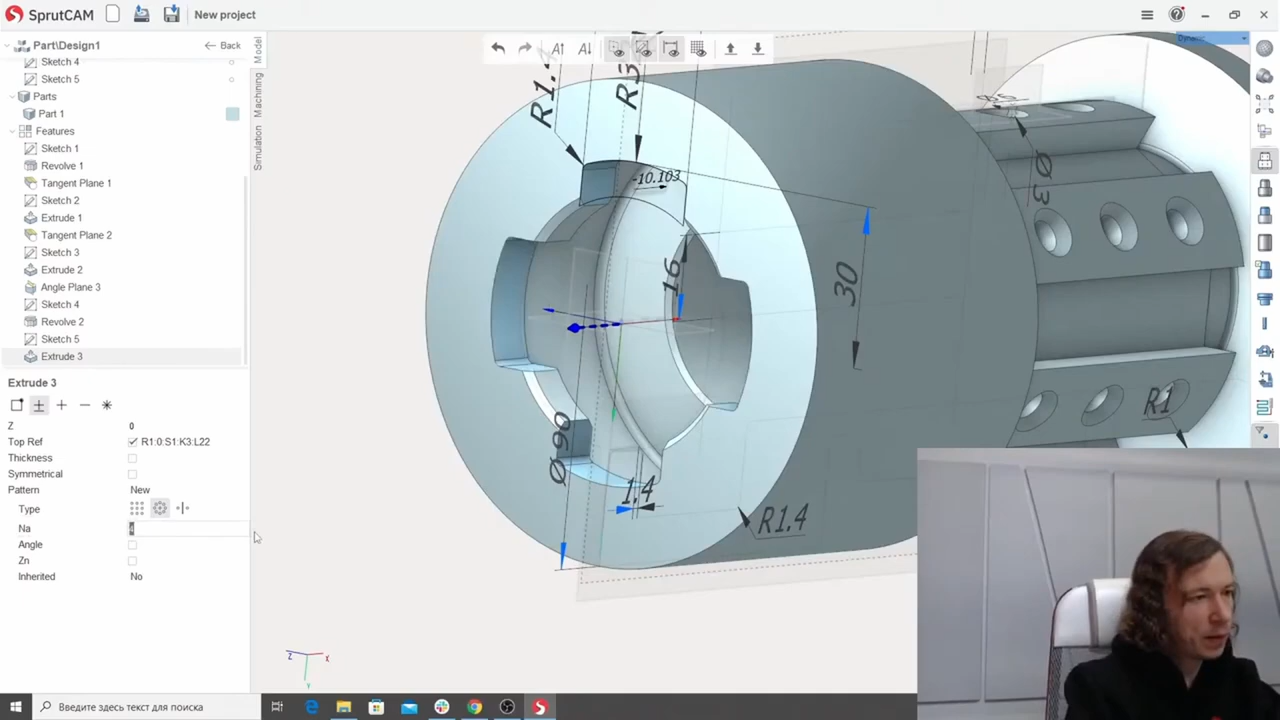 SprutCAM
New project
Part\Design1
Back
Sketch 4
Sketch 5
Parts
Part 1
Features
Sketch 1
Revolve 1
Tangent Plane 1
Sketch 2
Extrude 1
Tangent Plane 2
Sketch 3
Extrude 2
Angle Plane 3
Sketch 4
Revolve 2
Sketch 5
Extrude 3
Extrude 3
Z 0
Top Ref R1:0:S1:K3:L22
Thickness
Symmetrical
Pattern New
Type
Na
Angle
Zn
Inherited No
Model
Machining
Simulation
Dynamic
R1.4
-10.103
16
30
Ø90
1.4
R1.4
Ø3
R1
Z X
Y
Введите здесь текст для поиска